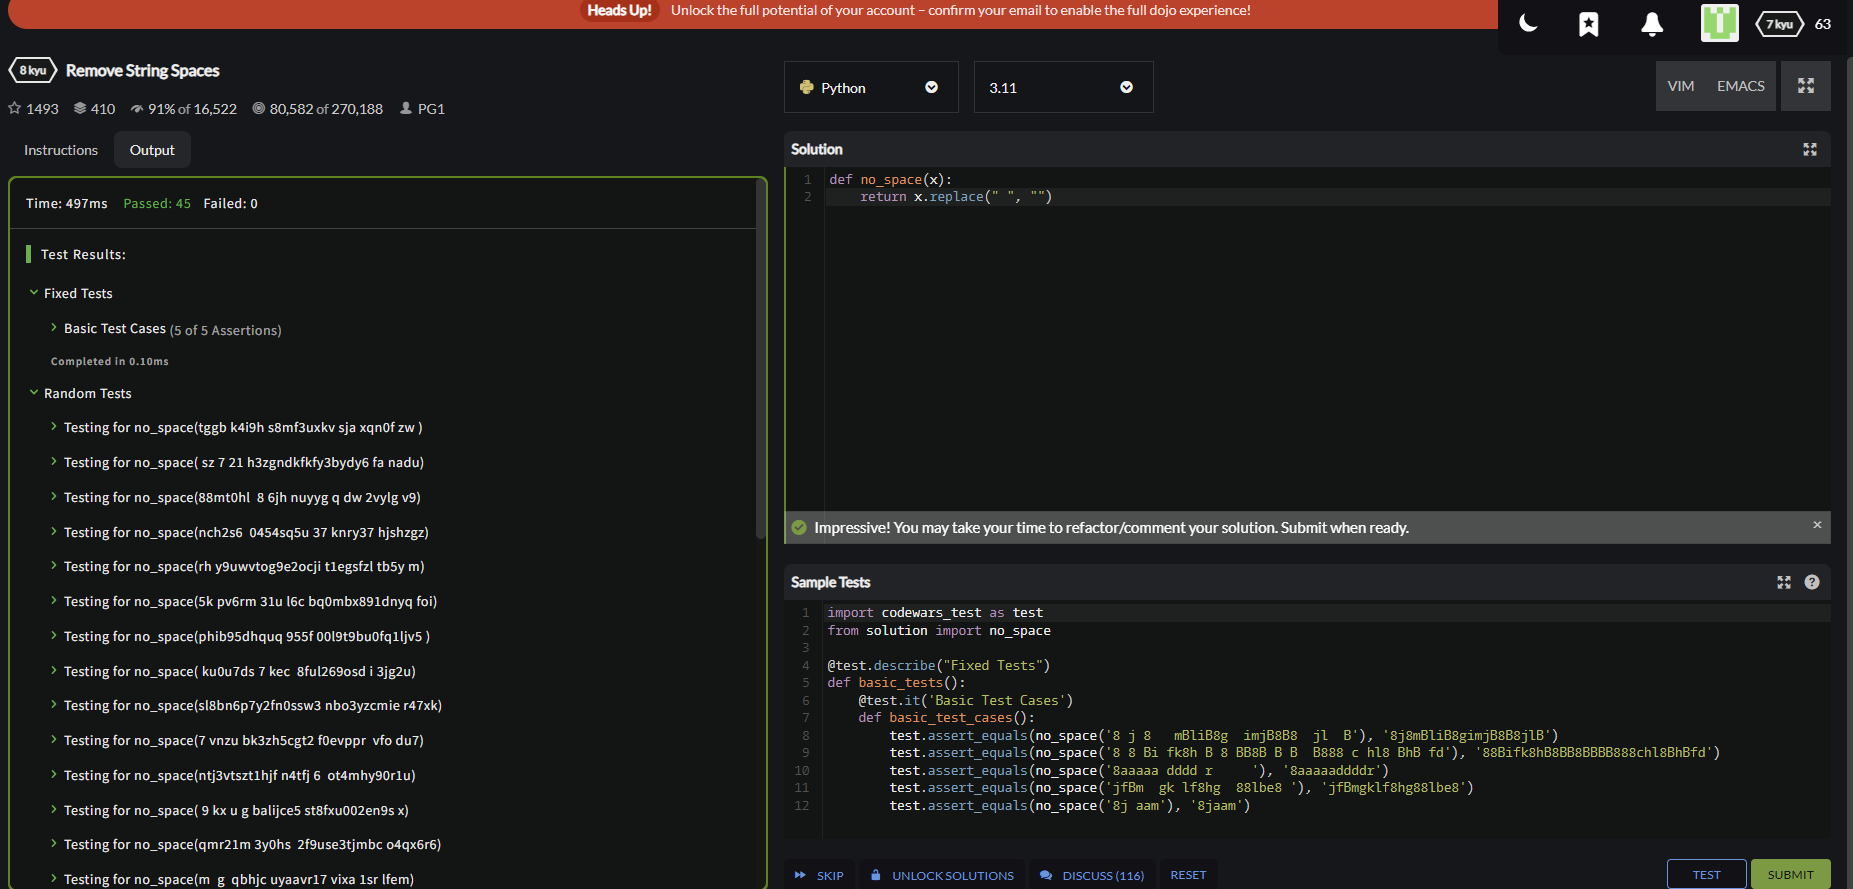 Heads Up! Unlock the full potential of your account – confirm your email to enable the full dojo experience!
7 kyu 63
8 kyu Remove String Spaces
1493 410 91% of 16,522 80,582 of 270,188 PG1
Instructions Output
Time: 497ms Passed: 45 Failed: 0
Test Results:
Fixed Tests
Basic Test Cases (5 of 5 Assertions)
Completed in 0.10ms
Random Tests
Testing for no_space(tggb k4i9h s8mf3uxkv sja xqn0f zw )
Testing for no_space( sz 7 21 h3zgndkfkfy3bydy6 fa nadu)
Testing for no_space(88mt0hl  8 6jh nuyyg q dw 2vylg v9)
Testing for no_space(nch2s6  0454sq5u 37 knry37 hjshzgz)
Testing for no_space(rh y9uwvtog9e2ocji t1egsfzl tb5y m)
Testing for no_space(5k pv6rm 31u l6c bq0mbx891dnyq foi)
Testing for no_space(phib95dhquq 955f 00l9t9bu0fq1ljv5 )
Testing for no_space( ku0u7ds 7 kec  8ful269osd i 3jg2u)
Testing for no_space(sl8bn6p7y2fn0ssw3 nbo3yzcmie r47xk)
Testing for no_space(7 vnzu bk3zh5cgt2 f0evppr  vfo du7)
Testing for no_space(ntj3vtszt1hjf n4tfj 6  ot4mhy90r1u)
Testing for no_space( 9 kx u g balijce5 st8fxu002en9s x)
Testing for no_space(qmr21m 3y0hs  2f9use3tjmbc o4qx6r6)
Testing for no_space(m  g  qbhjc uyaavr17 vixa 1sr lfem)
Python 3.11
VIM EMACS
Solution
1 def no_space(x):
2     return x.replace(" ", "")
Impressive! You may take your time to refactor/comment your solution. Submit when ready.
Sample Tests
1 import codewars_test as test
2 from solution import no_space
3
4 @test.describe("Fixed Tests")
5 def basic_tests():
6     @test.it('Basic Test Cases')
7     def basic_test_cases():
8         test.assert_equals(no_space('8 j 8   mBliB8g  imjB8B8  jl  B'), '8j8mBliB8gimjB8B8jlB')
9         test.assert_equals(no_space('8 8 Bi fk8h B 8 BB8B B B  B888 c hl8 BhB fd'), '88Bifk8hB8BB8BBBB888chl8BhBfd')
10         test.assert_equals(no_space('8aaaaa dddd r     '), '8aaaaaddddr')
11         test.assert_equals(no_space('jfBm  gk lf8hg  88lbe8 '), 'jfBmgklf8hg88lbe8')
12         test.assert_equals(no_space('8j aam'), '8jaam')
SKIP UNLOCK SOLUTIONS DISCUSS (116) RESET TEST SUBMIT